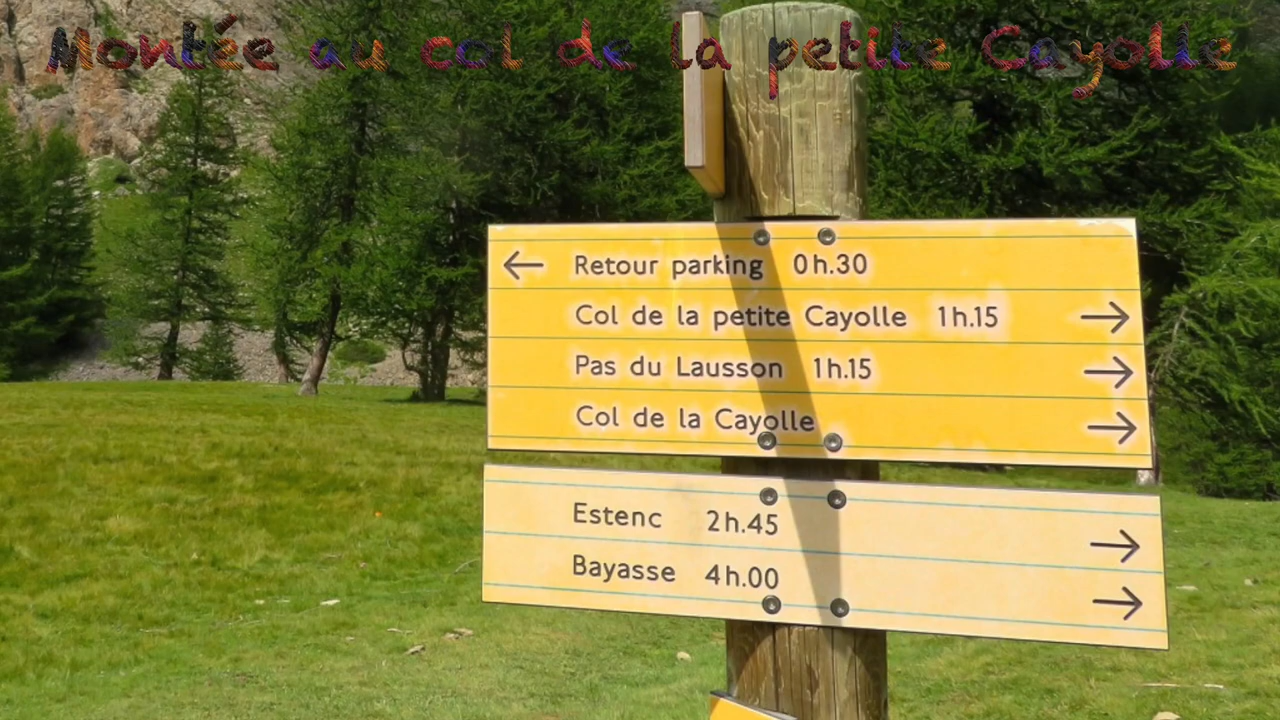 Montée au col de la petite Cayolle
← Retour parking 0h.30
Col de la petite Cayolle 1h.15 →
Pas du Lausson 1h.15 →
Col de la Cayolle →
Estenc 2h.45 →
Bayasse 4h.00 →